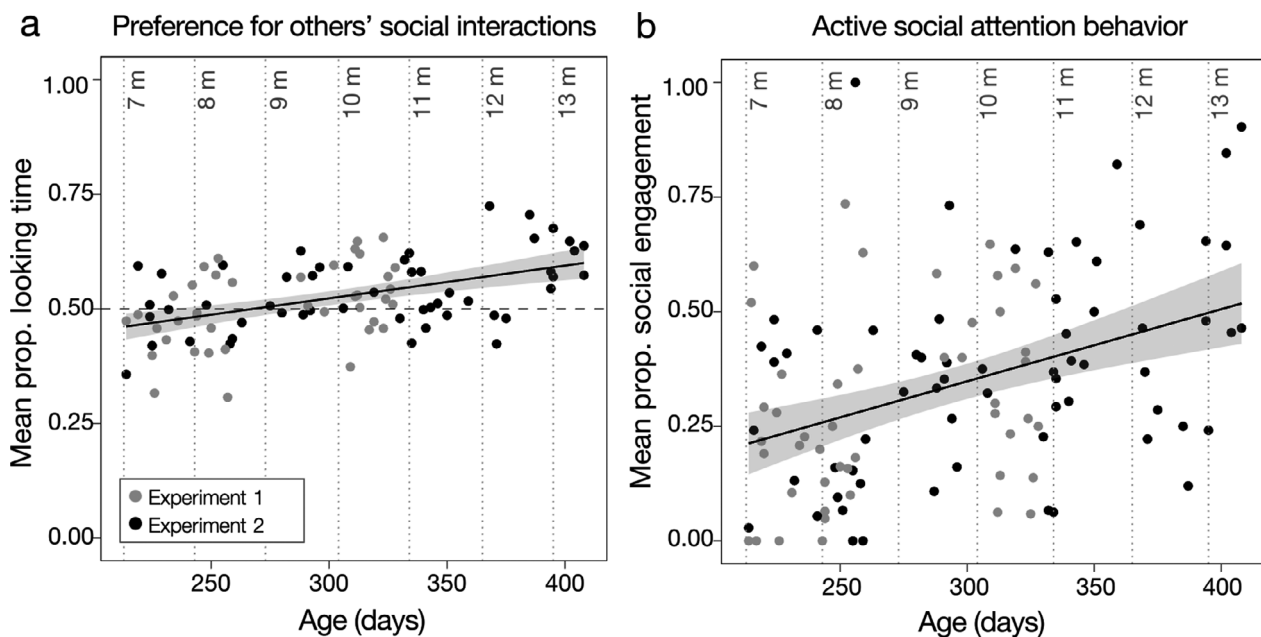 a
Preference for others' social interactions
1.00
0.75
0.50
0.25
0.00
Mean prop. looking time
7 m
8 m
9 m
10 m
11 m
12 m
13 m
Experiment 1
Experiment 2
250
300
350
400
Age (days)
b
Active social attention behavior
1.00
0.75
0.50
0.25
0.00
Mean prop. social engagement
7 m
8 m
9 m
10 m
11 m
12 m
13 m
250
300
350
400
Age (days)